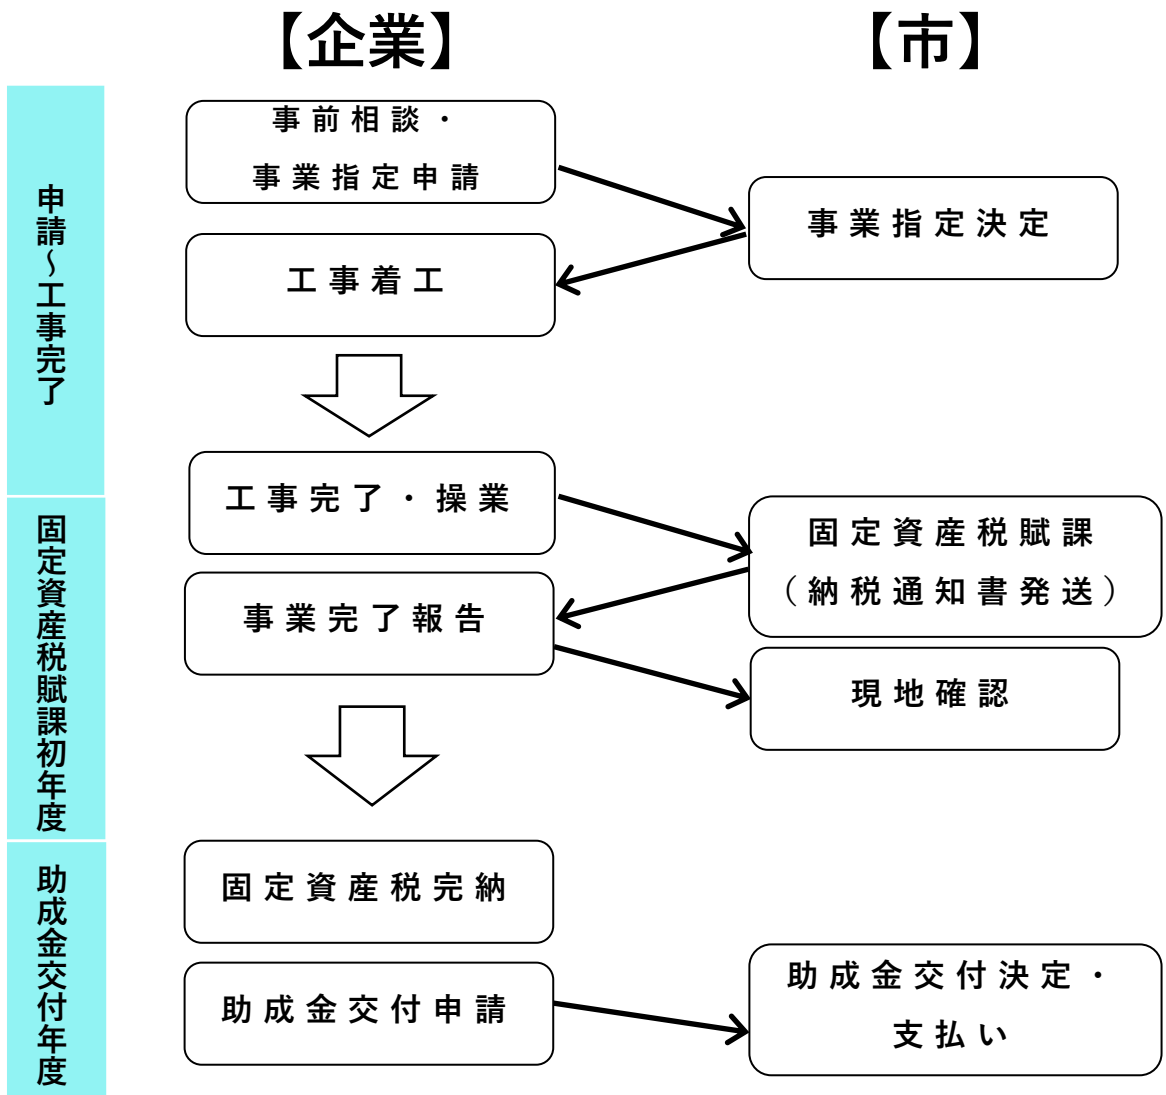 【企業】
【市】
申請～工事完了
事前相談・
事業指定申請
事業指定決定
工事着工
工事完了・操業
固定資産税賦課初年度
固定資産税賦課
（納税通知書発送）
事業完了報告
現地確認
助成金交付年度
固定資産税完納
助成金交付申請
助成金交付決定・
支払い